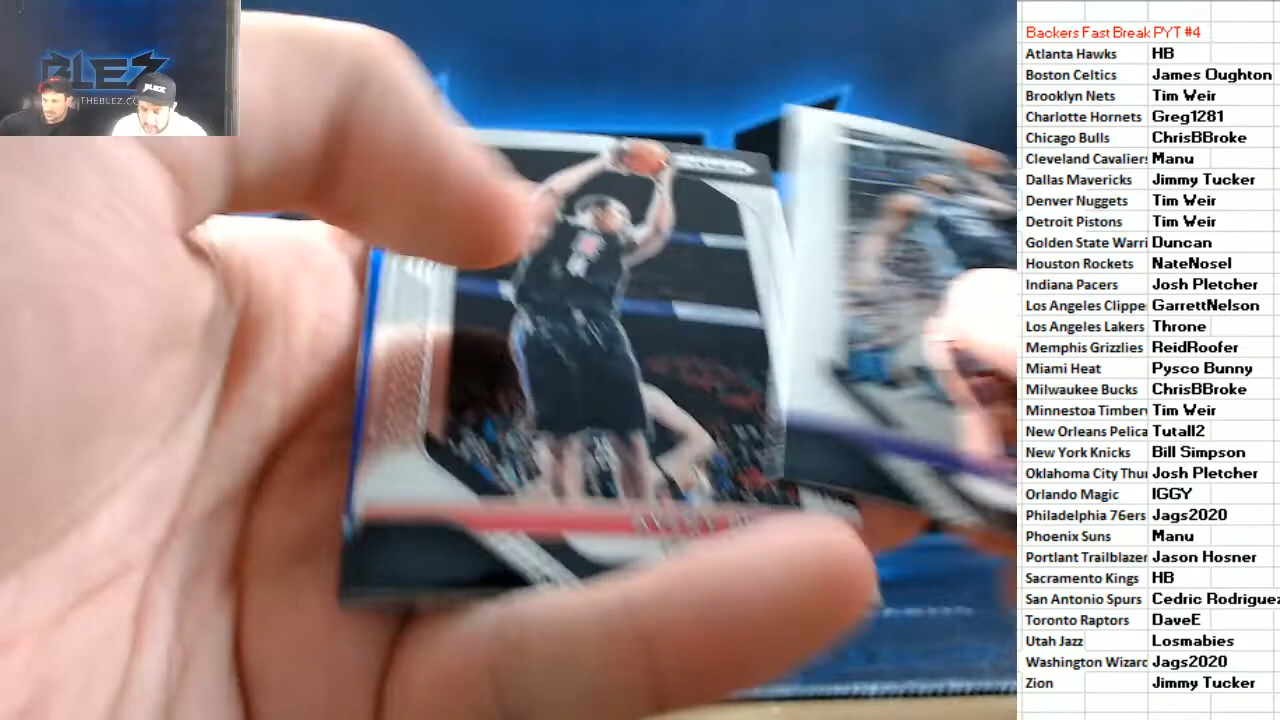 BLEZ
THEBLEZ.CO
Backers Fast Break PYT #4
Atlanta Hawks HB
Boston Celtics James Oughton
Brooklyn Nets Tim Weir
Charlotte Hornets Greg1281
Chicago Bulls ChrisBBroke
Cleveland Cavaliers Manu
Dallas Mavericks Jimmy Tucker
Denver Nuggets Tim Weir
Detroit Pistons Tim Weir
Golden State Warri Duncan
Houston Rockets NateNosel
Indiana Pacers Josh Pletcher
Los Angeles Clippe GarrettNelson
Los Angeles Lakers Throne
Memphis Grizzlies ReidRoofer
Miami Heat Pysco Bunny
Milwaukee Bucks ChrisBBroke
Minnestoa Timberv Tim Weir
New Orleans Pelica Tutall2
New York Knicks Bill Simpson
Oklahoma City Thu Josh Pletcher
Orlando Magic IGGY
Philadelphia 76ers Jags2020
Phoenix Suns Manu
Portlant Trailblazer Jason Hosner
Sacramento Kings HB
San Antonio Spurs Cedric Rodriguez
Toronto Raptors DaveE
Utah Jazz Losmabies
Washington Wizard Jags2020
Zion Jimmy Tucker